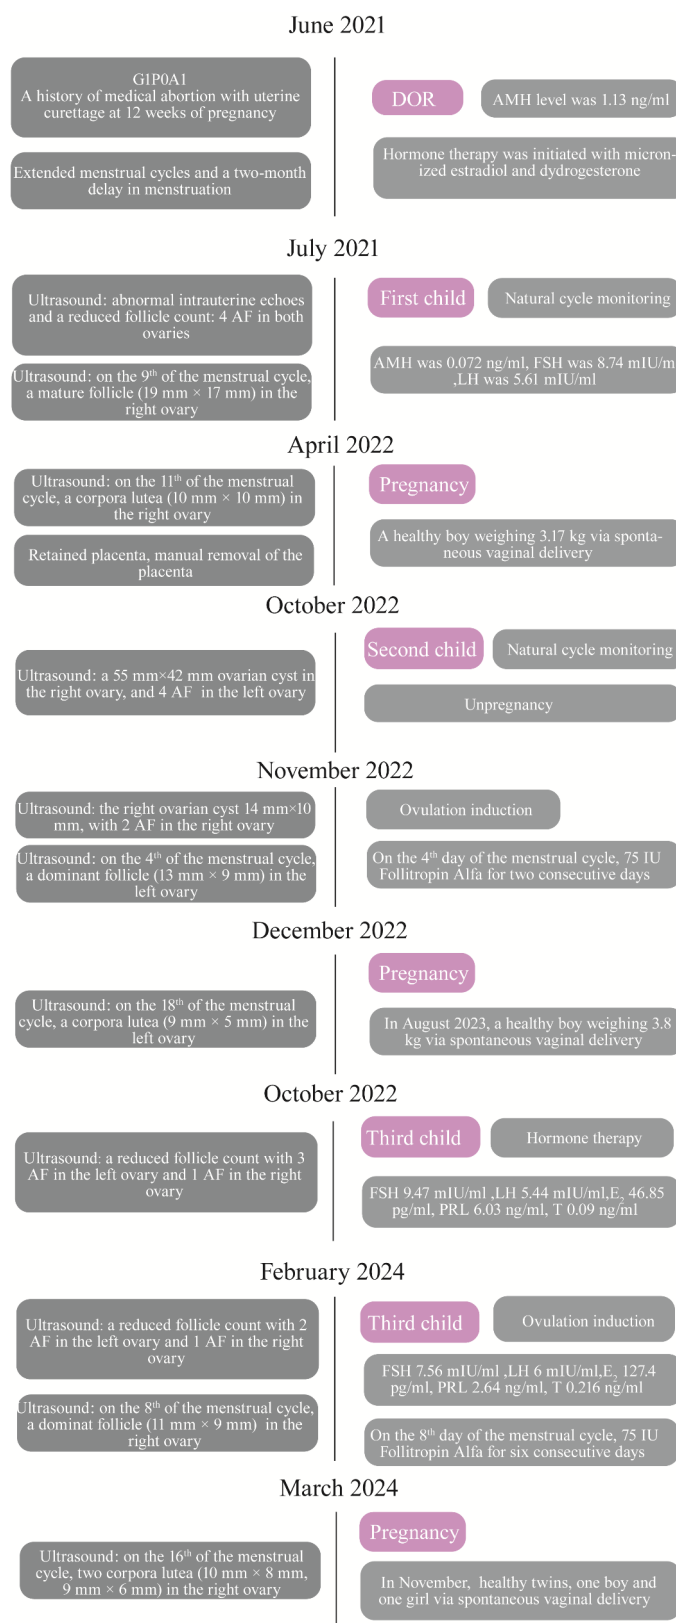 June 2021
G1P0A1
A history of medical abortion with uterine
curettage at 12 weeks of pregnancy
Extended menstrual cycles and a two-month
delay in menstruation
DOR
AMH level was 1.13 ng/ml
Hormone therapy was initiated with micron-
ized estradiol and dydrogesterone
July 2021
Ultrasound: abnormal intrauterine echoes
and a reduced follicle count: 4 AF in both
ovaries
Ultrasound: on the 9th of the menstrual cycle,
a mature follicle (19 mm × 17 mm) in the
right ovary
First child
Natural cycle monitoring
AMH was 0.072 ng/ml, FSH was 8.74 mIU/m
,LH was 5.61 mIU/ml
April 2022
Ultrasound: on the 11th of the menstrual
cycle, a corpora lutea (10 mm × 10 mm) in
the right ovary
Retained placenta, manual removal of the
placenta
Pregnancy
A healthy boy weighing 3.17 kg via sponta-
neous vaginal delivery
October 2022
Ultrasound: a 55 mm×42 mm ovarian cyst in
the right ovary, and 4 AF in the left ovary
Second child
Natural cycle monitoring
Unpregnancy
November 2022
Ultrasound: the right ovarian cyst 14 mm×10
mm, with 2 AF in the right ovary
Ultrasound: on the 4th of the menstrual cycle,
a dominant follicle (13 mm × 9 mm) in the
left ovary
Ovulation induction
On the 4th day of the menstrual cycle, 75 IU
Follitropin Alfa for two consecutive days
December 2022
Ultrasound: on the 18th of the menstrual
cycle, a corpora lutea (9 mm × 5 mm) in the
left ovary
Pregnancy
In August 2023, a healthy boy weighing 3.8
kg via spontaneous vaginal delivery
October 2022
Ultrasound: a reduced follicle count with 3
AF in the left ovary and 1 AF in the right
ovary
Third child
Hormone therapy
FSH 9.47 mIU/ml ,LH 5.44 mIU/ml,E2 46.85
pg/ml, PRL 6.03 ng/ml, T 0.09 ng/ml
February 2024
Ultrasound: a reduced follicle count with 2
AF in the left ovary and 1 AF in the right
ovary
Ultrasound: on the 8th of the menstrual cycle,
a dominat follicle (11 mm × 9 mm) in the
right ovary
Third child
Ovulation induction
FSH 7.56 mIU/ml ,LH 6 mIU/ml,E2 127.4
pg/ml, PRL 2.64 ng/ml, T 0.216 ng/ml
On the 8th day of the menstrual cycle, 75 IU
Follitropin Alfa for six consecutive days
March 2024
Ultrasound: on the 16th of the menstrual
cycle, two corpora lutea (10 mm × 8 mm,
9 mm × 6 mm) in the right ovary
Pregnancy
In November, healthy twins, one boy and
one girl via spontaneous vaginal delivery